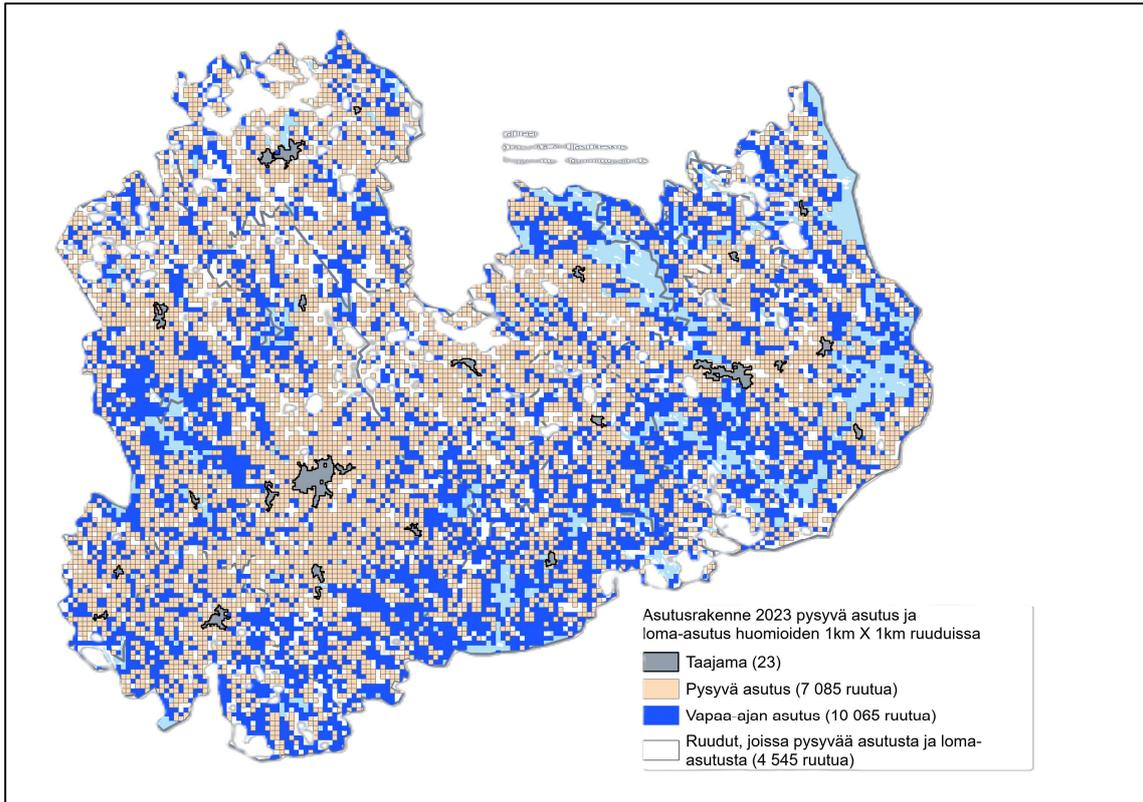 Asutusrakenne 2023 pysyvä asutus ja
loma-asutus huomioiden 1km X 1km ruuduissa
Taajama (23)
Pysyvä asutus (7 085 ruutua)
Vapaa-ajan asutus (10 065 ruutua)
Ruudut, joissa pysyvää asutusta ja loma-
asutusta (4 545 ruutua)